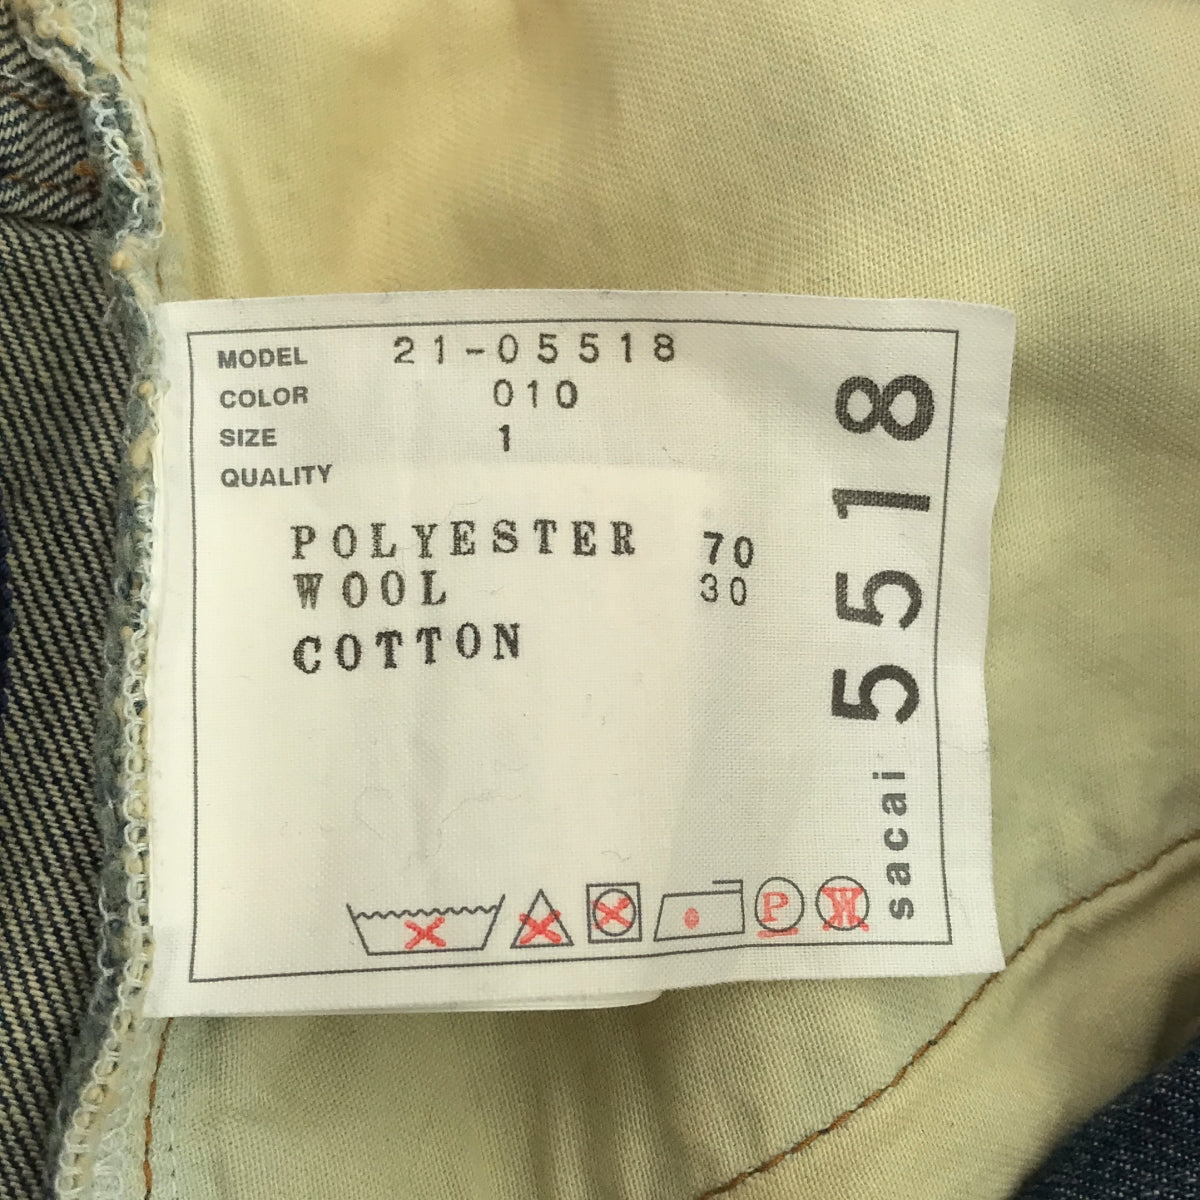 MODEL 21-05518
COLOR 010
SIZE 1
QUALITY
POLYESTER 70
WOOL 30
COTTON
P W
sacai 5518